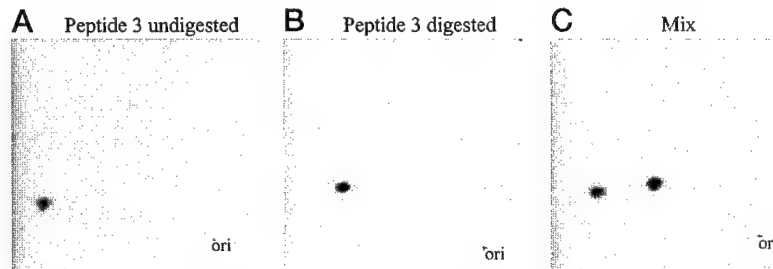 A Peptide 3 undigested
B Peptide 3 digested
C Mix
ori
ori
ori